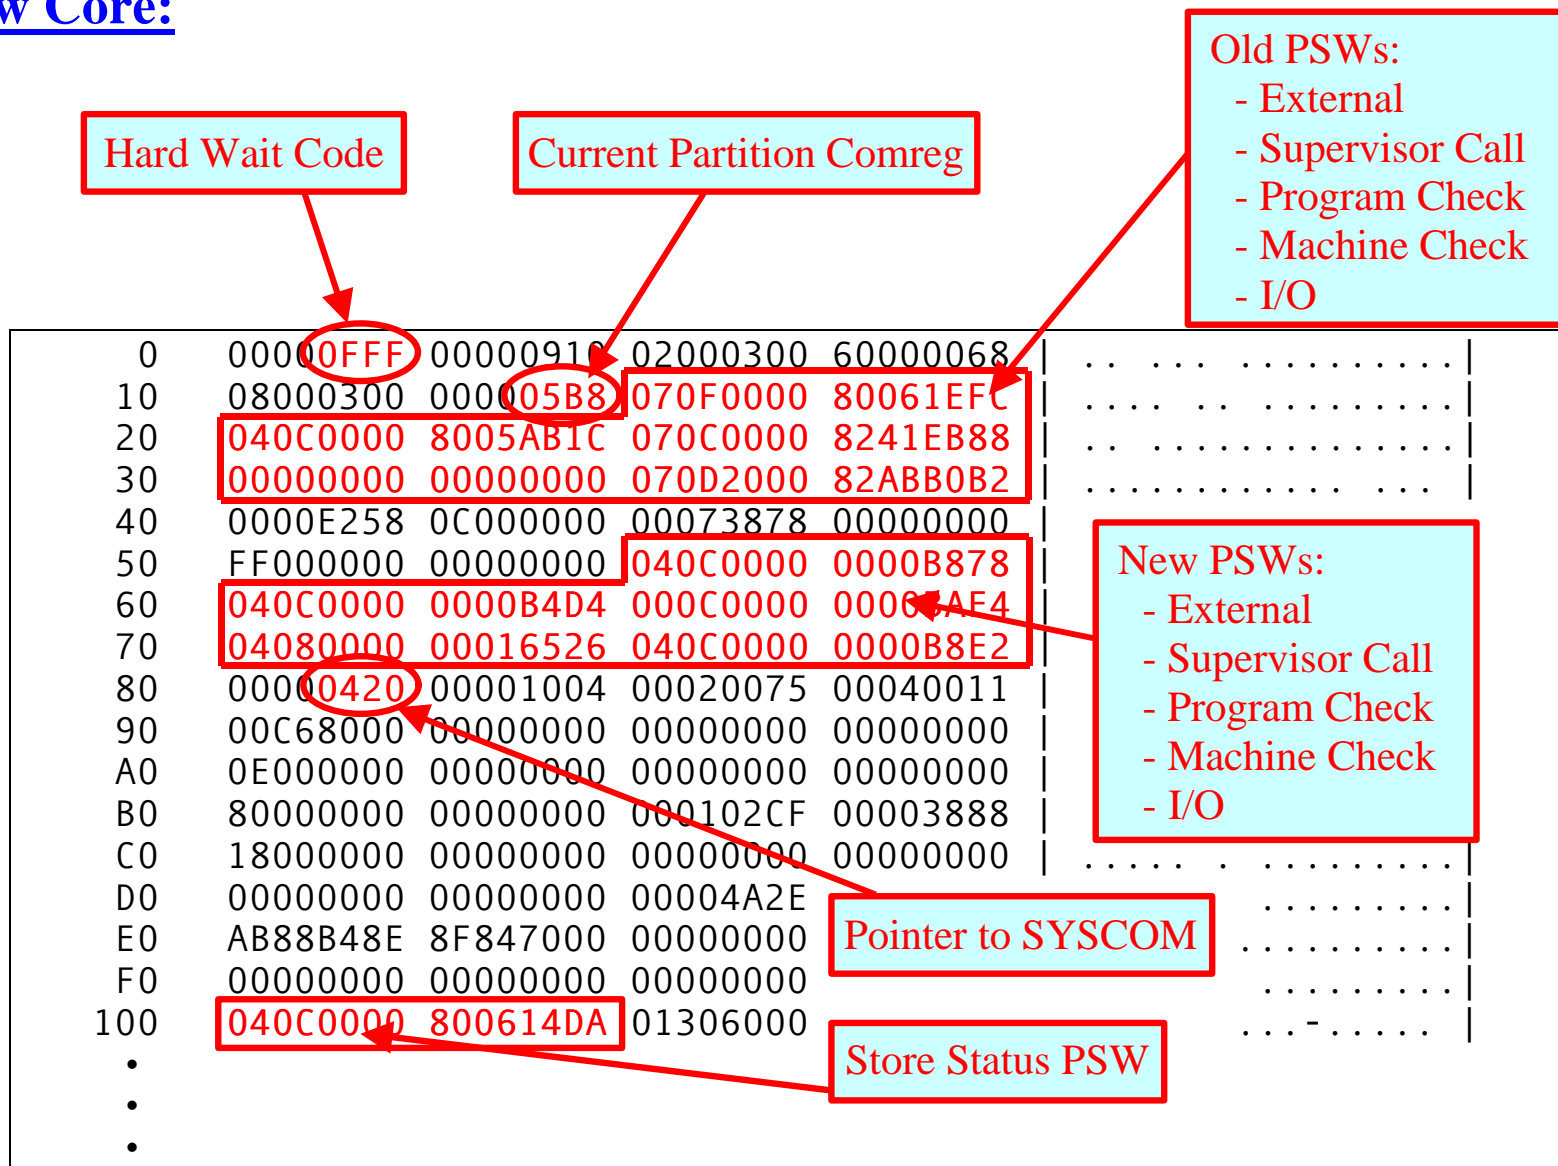 w Core:
Old PSWs:
- External
- Supervisor Call
- Program Check
- Machine Check
- I/O
Hard Wait Code
Current Partition Comreg
0 00000FFF 00000910 02000300 60000068 | .. ... ..........|
10 08000300 000005B8 070F0000 80061EFC | .... .. .........|
20 040C0000 8005AB1C 070C0000 8241EB88 | .. ..............|
30 00000000 00000000 070D2000 82ABB0B2 | ............ ... |
40 0000E258 0C000000 00073878 00000000
50 FF000000 00000000 040C0000 0000B878
60 040C0000 0000B4D4 000C0000
70 04080000 00016526 040C0000 0000B8E2
80 00000420 00001004 00020075 00040011
90 00C68000 00000000 00000000 00000000
A0 0E000000 00000000 00000000 00000000
B0 80000000 00000000 000102CF 00003888
C0 18000000 00000000 00000000 00000000 | ..... . .........|
D0 00000000 00000000 00004A2E .........|
E0 AB88B48E 8F847000 00000000 ..........|
F0 00000000 00000000 00000000 .........|
100 040C0000 800614DA 01306000 ...-..... |
•
•
•
New PSWs:
- External
- Supervisor Call
- Program Check
- Machine Check
- I/O
Pointer to SYSCOM
Store Status PSW